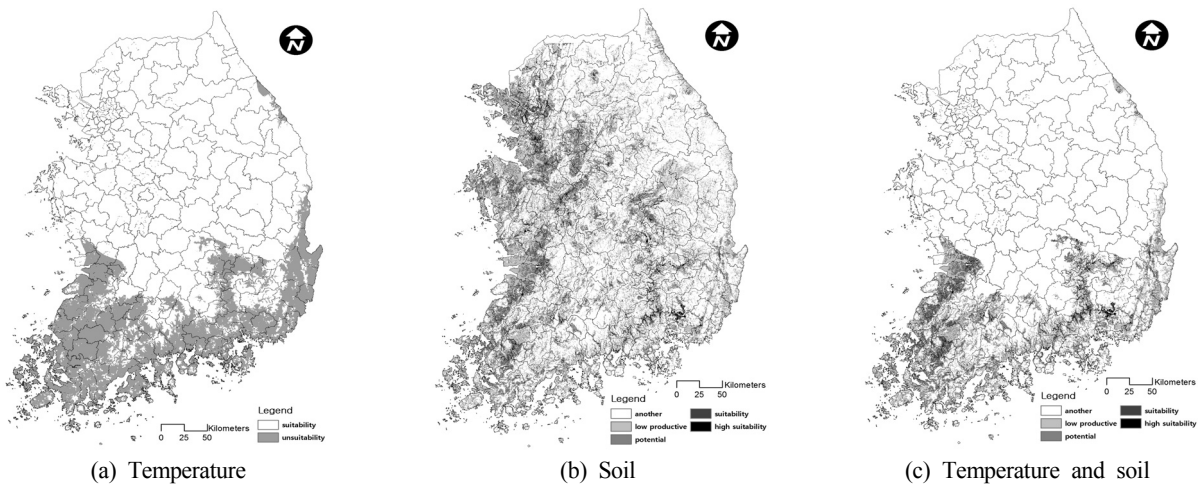 N
N
N
Kilometers
0 25 50
Legend
suitability
unsuitability
Kilometers
0 25 50
Legend
another
suitability
low productive
high suitability
potential
Kilometers
0 25 50
Legend
another
suitability
low productive
high suitability
potential
(a) Temperature
(b) Soil
(c) Temperature and soil